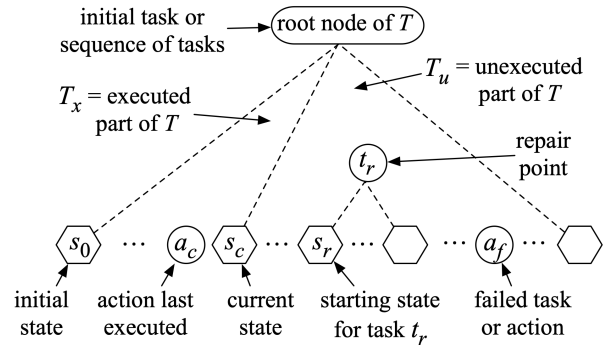 initial task or
sequence of tasks
root node of T
T_x = executed
part of T
T_u = unexecuted
part of T
repair
point
t_r
s_0 ... a_c s_c ... s_r ... ... a_f ...
initial
state
action last
executed
current
state
starting state
for task t_r
failed task
or action